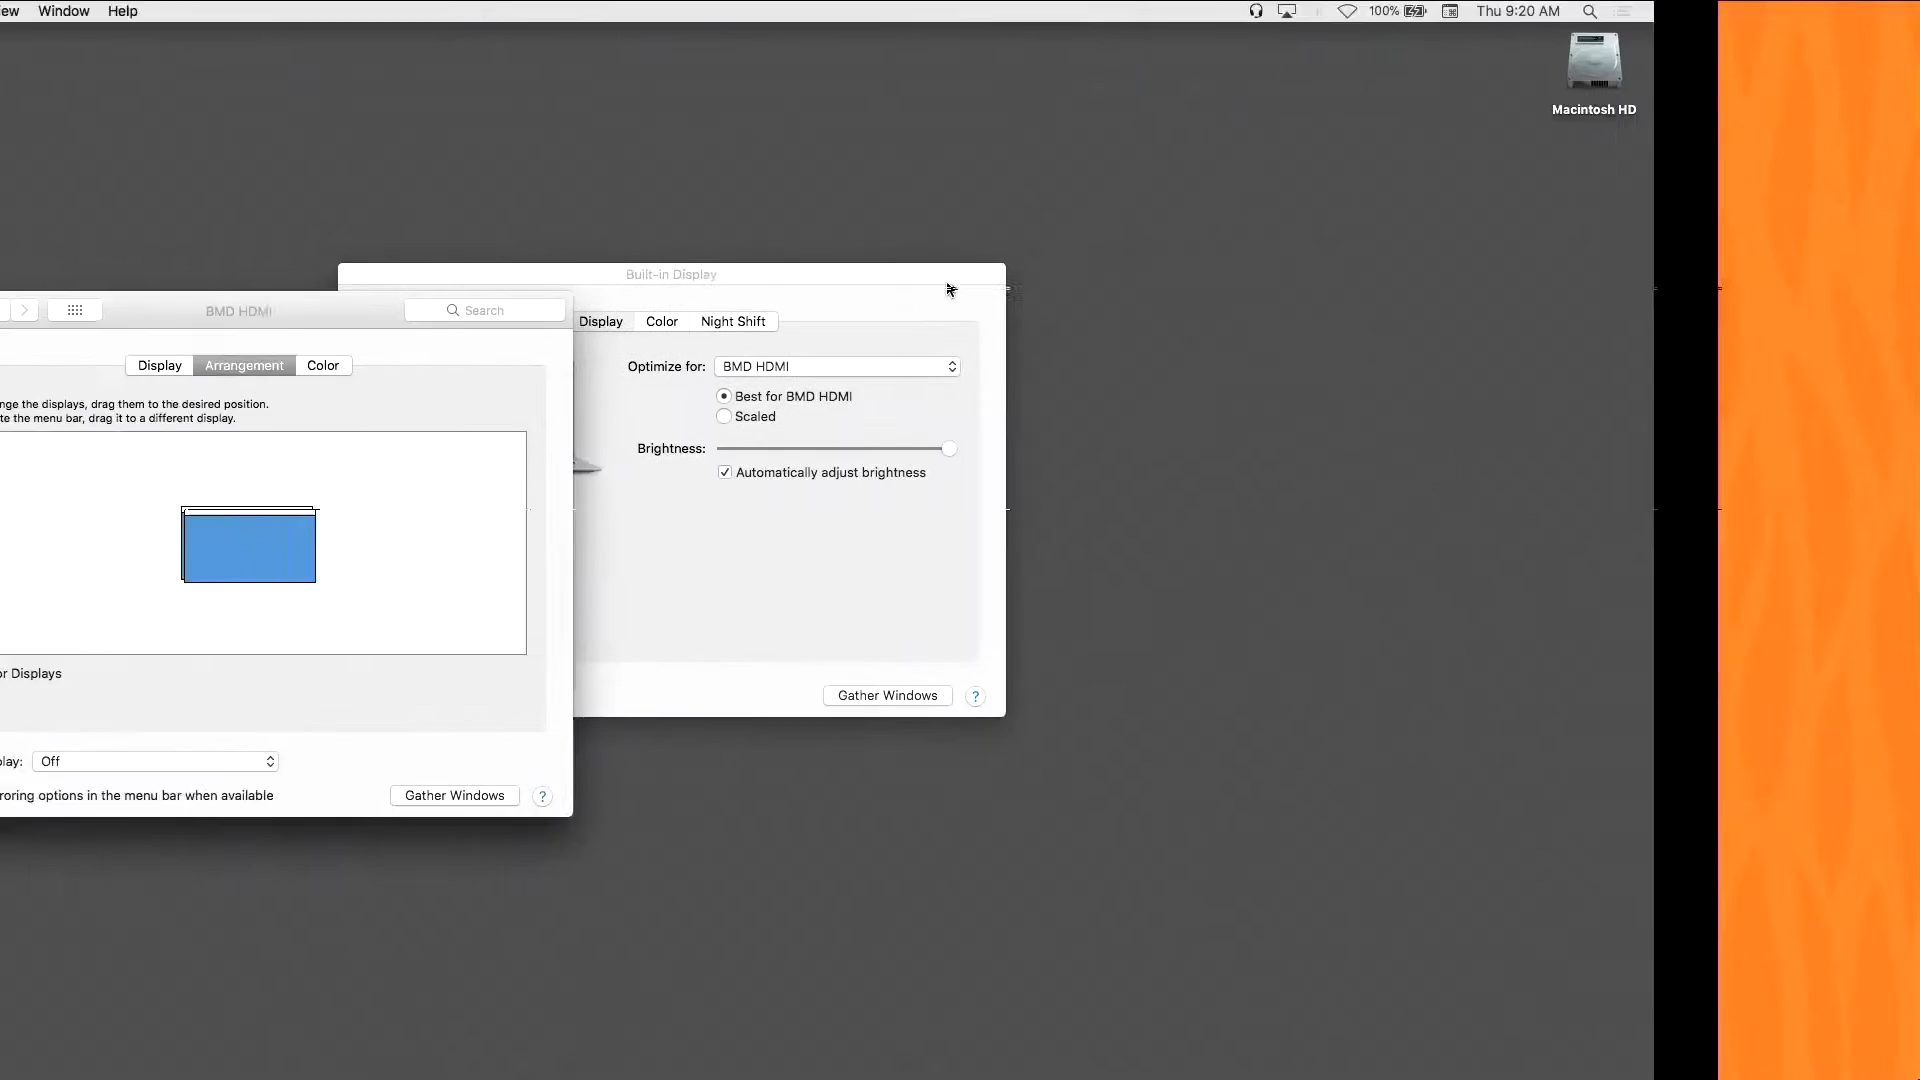 ew Window Help 100% Thu 9:20 AM
Macintosh HD
Built-in Display
BMD HDMI Search
Display Color Night Shift
Display Arrangement Color
Optimize for: BMD HDMI
Best for BMD HDMI
Scaled
nge the displays, drag them to the desired position.
te the menu bar, drag it to a different display.
Brightness:
Automatically adjust brightness
or Displays
Gather Windows ?
play: Off
roring options in the menu bar when available Gather Windows ?